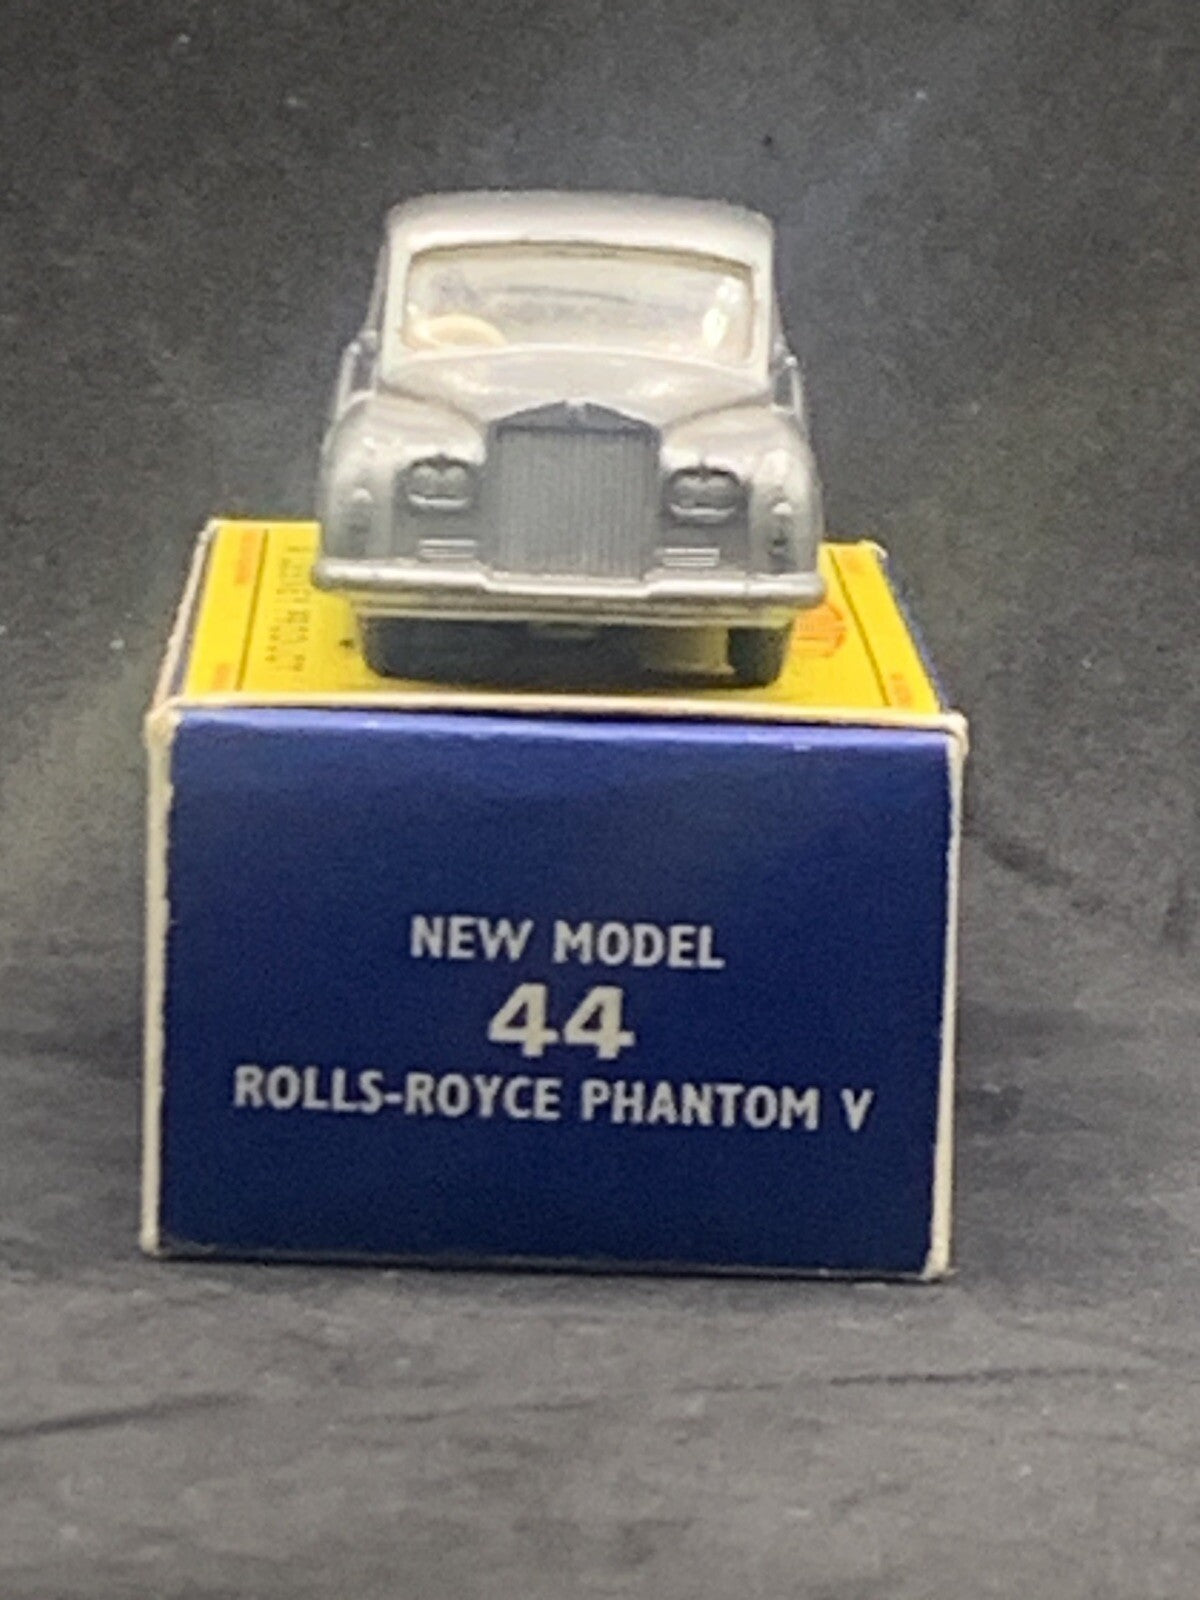 NEW MODEL
44
ROLLS-ROYCE PHANTOM V